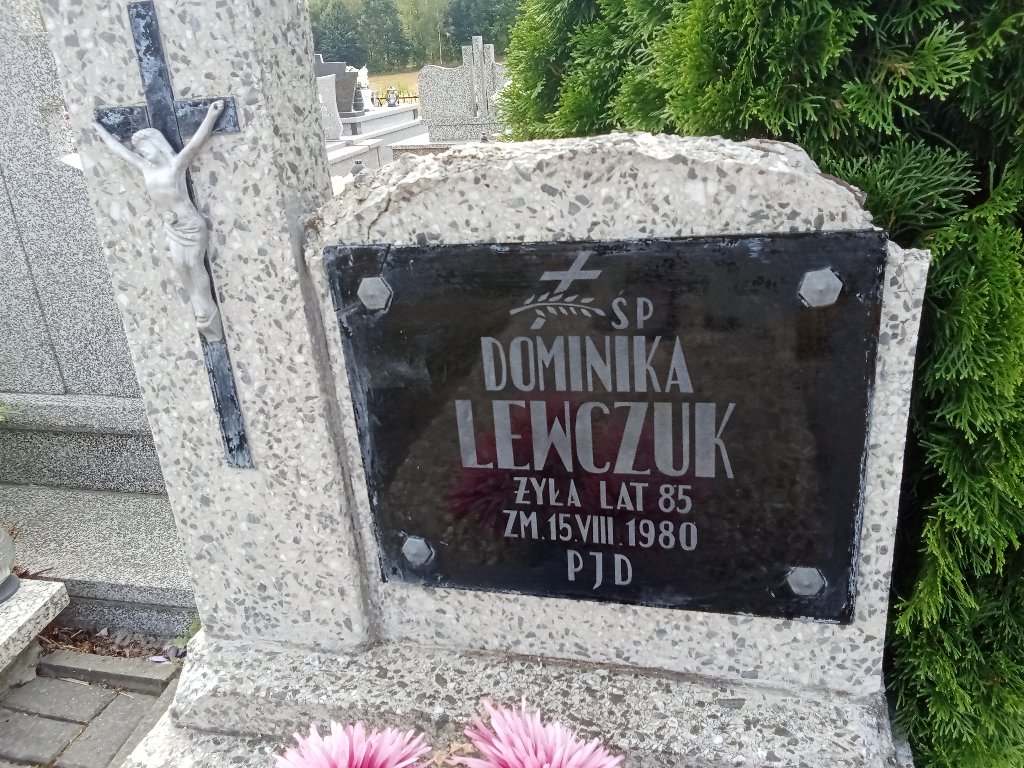 ŚP
DOMINIKA
LEWCZUK
ŻYŁA LAT 85
ZM. 15.VIII.1980
PJD